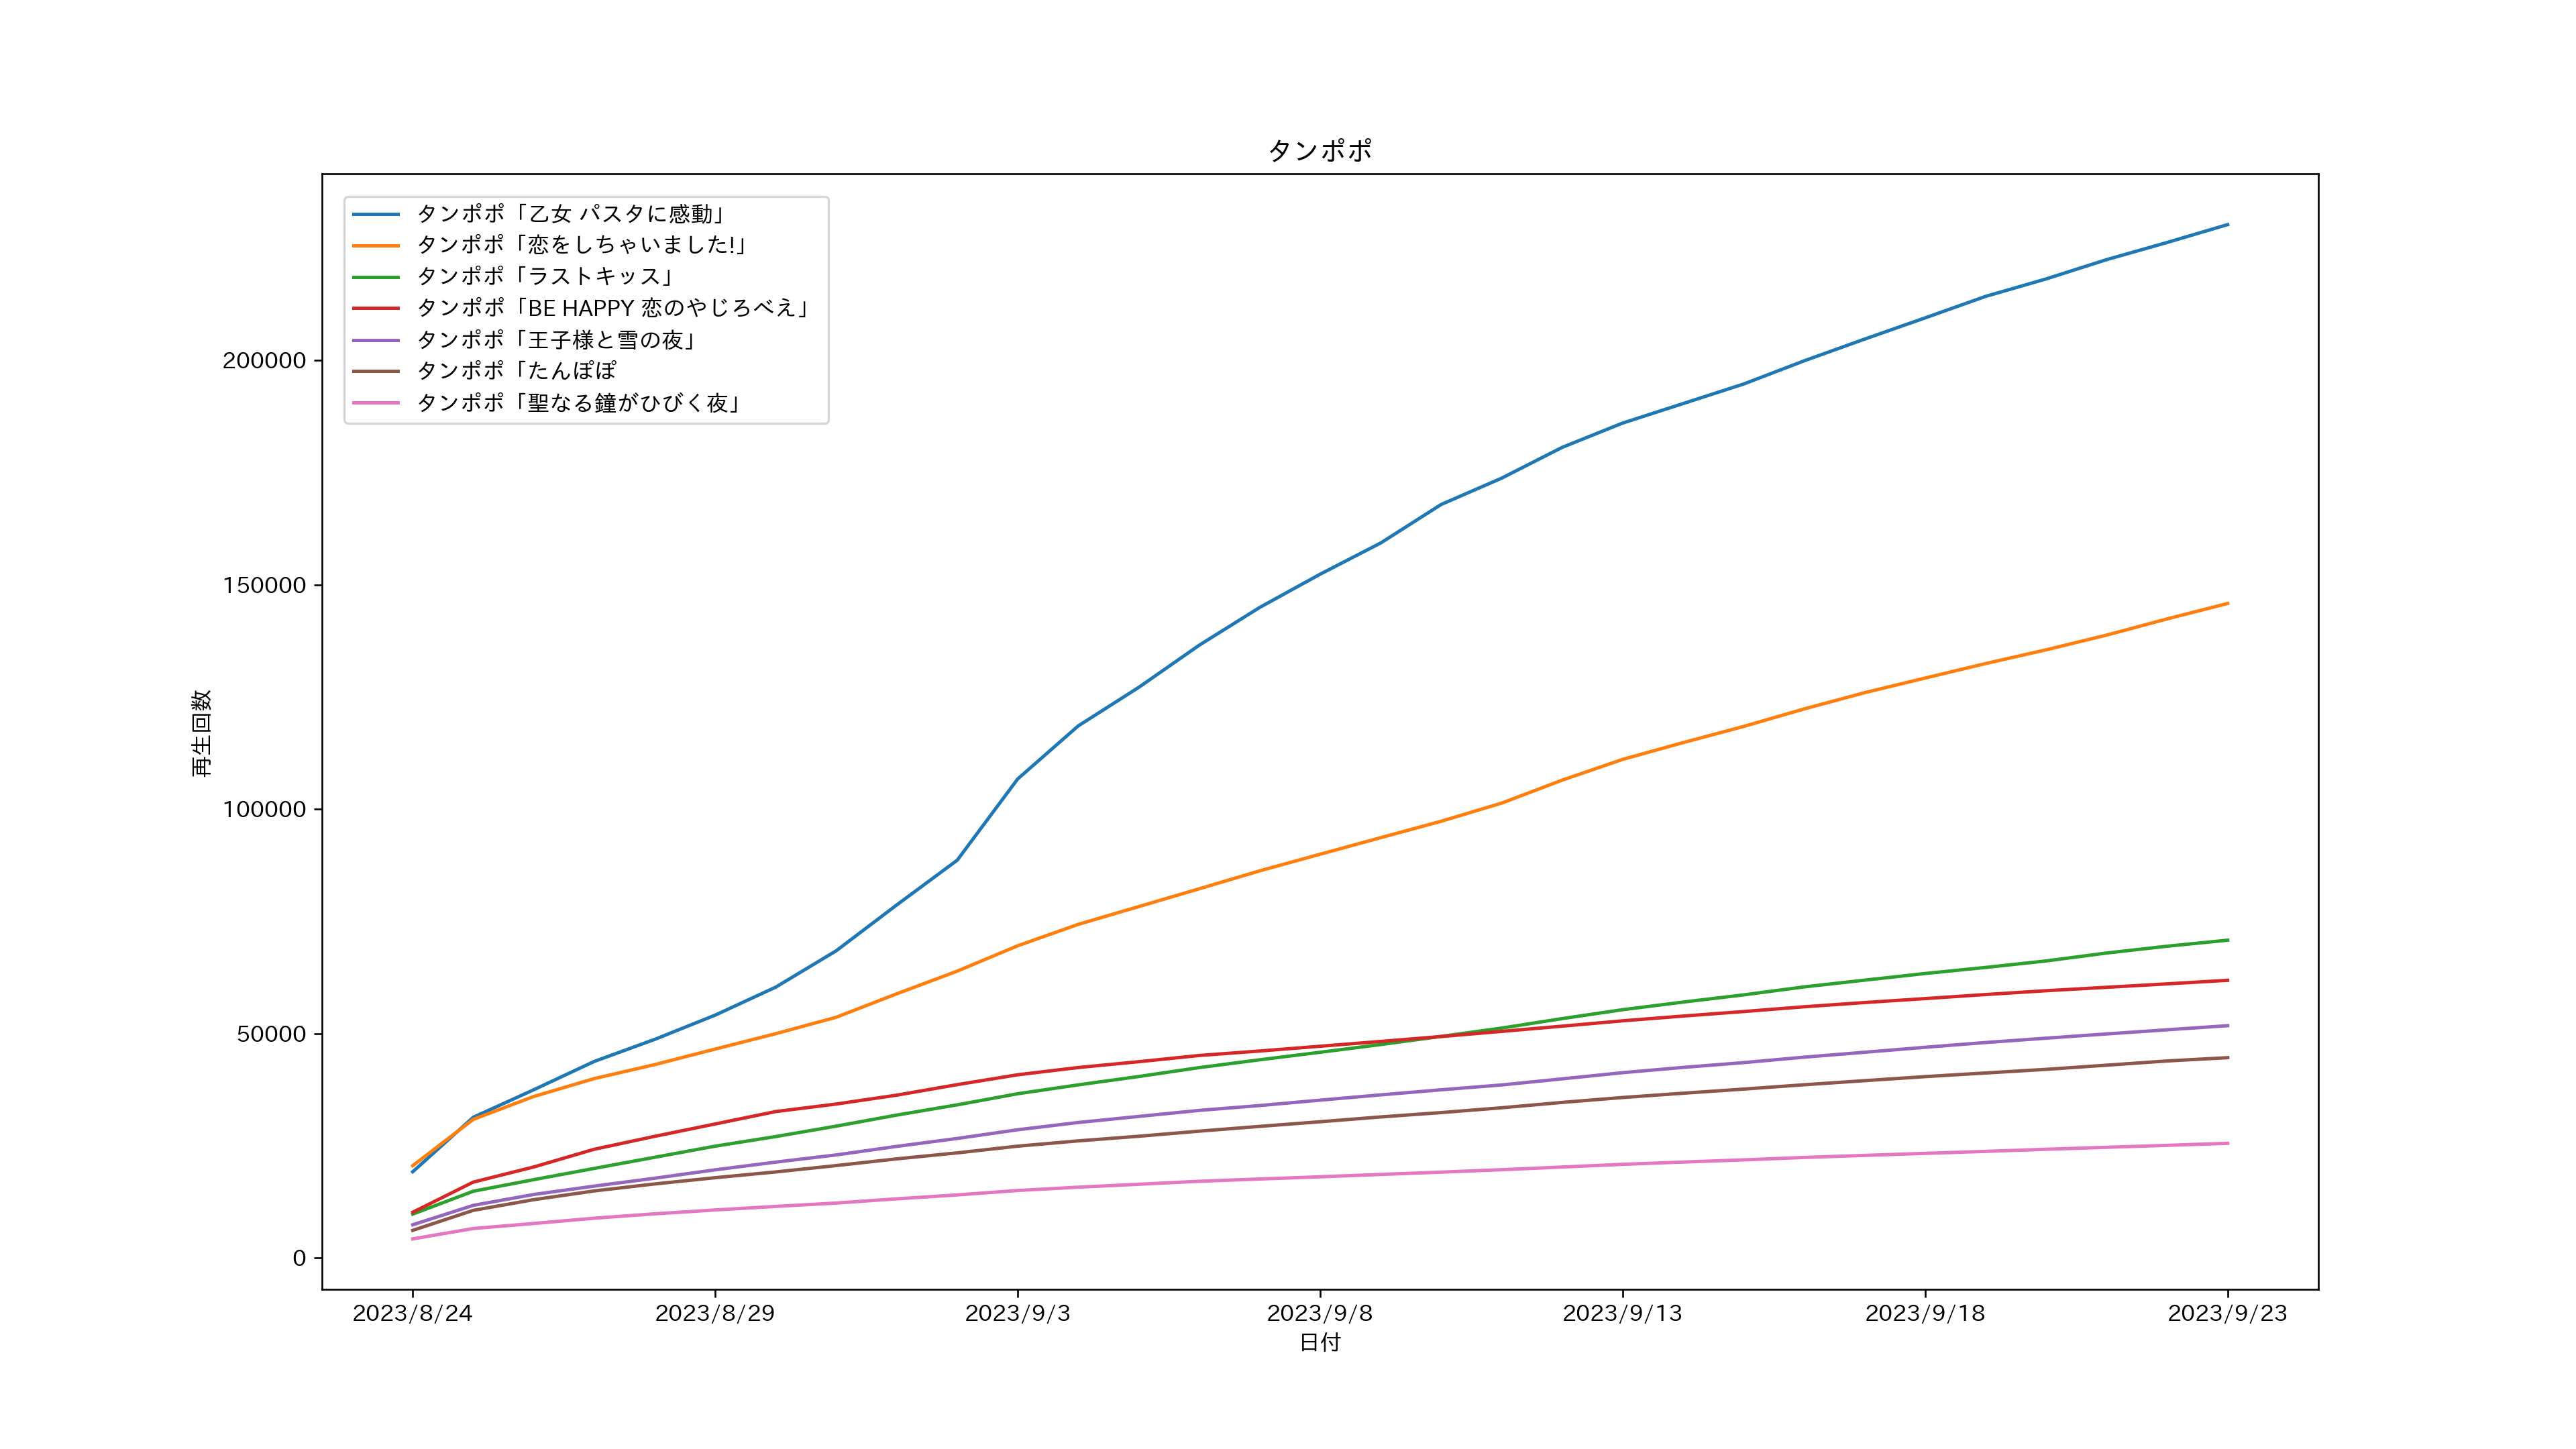 タンポポ
タンポポ「乙女 パスタに感動」
タンポポ「恋をしちゃいました!」
タンポポ「ラストキッス」
タンポポ「BE HAPPY 恋のやじろべえ」
タンポポ「王子様と雪の夜」
タンポポ「たんぽぽ
タンポポ「聖なる鐘がひびく夜」
再生回数
200000
150000
100000
50000
0
2023/8/24 2023/8/29 2023/9/3 2023/9/8 2023/9/13 2023/9/18 2023/9/23
日付